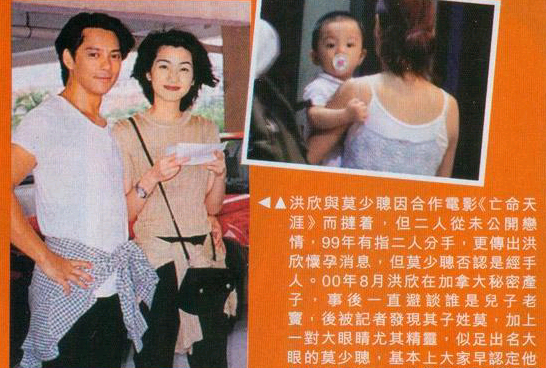 ◀▲洪欣與莫少聰因合作電影《亡命天
涯》而撻着，但二人從未公開戀
情，99年有指二人分手，更傳出洪
欣懷孕消息，但莫少聰否認是經手
人。00年8月洪欣在加拿大秘密產
子，事後一直避談誰是兒子老
竇，後被記者發現其子姓莫，加上
一對大眼睛尤其精靈，似足出名大
眼的莫少聰，基本上大家早認定他